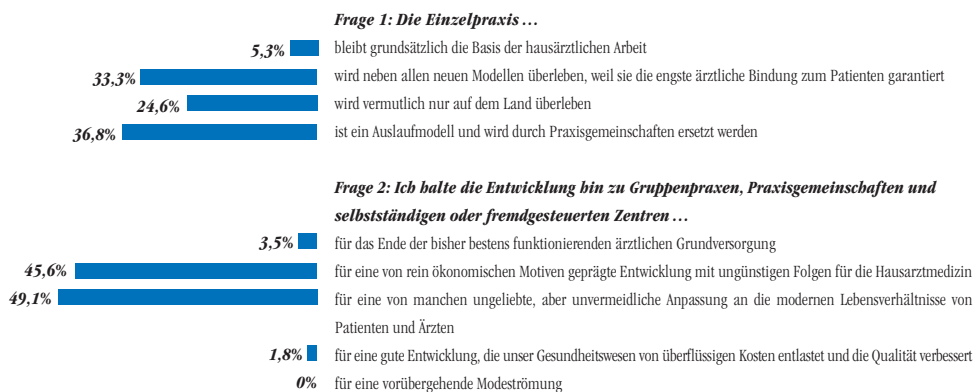 Frage 1: Die Einzelpraxis …
5,3% bleibt grundsätzlich die Basis der hausärztlichen Arbeit
33,3% wird neben allen neuen Modellen überleben, weil sie die engste ärztliche Bindung zum Patienten garantiert
24,6% wird vermutlich nur auf dem Land überleben
36,8% ist ein Auslaufmodell und wird durch Praxisgemeinschaften ersetzt werden
Frage 2: Ich halte die Entwicklung hin zu Gruppenpraxen, Praxisgemeinschaften und
selbstständigen oder fremdgesteuerten Zentren …
3,5% für das Ende der bisher bestens funktionierenden ärztlichen Grundversorgung
45,6% für eine von rein ökonomischen Motiven geprägte Entwicklung mit ungünstigen Folgen für die Hausarztmedizin
49,1% für eine von manchen ungeliebte, aber unvermeidliche Anpassung an die modernen Lebensverhältnisse von
Patienten und Ärzten
1,8% für eine gute Entwicklung, die unser Gesundheitswesen von überflüssigen Kosten entlastet und die Qualität verbessert
0% für eine vorübergehende Modeströmung